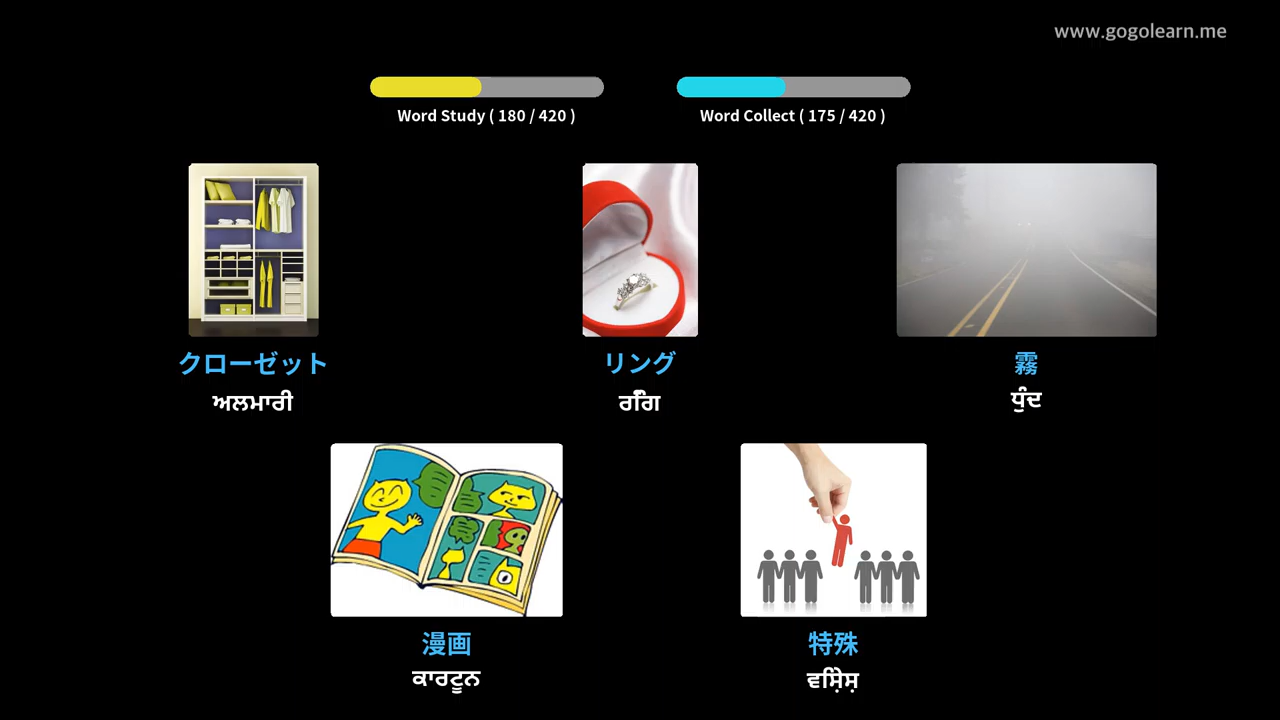 www.gogolearn.me
Word Study ( 180 / 420 )
Word Collect ( 175 / 420 )
クローゼット
リング
霧
ਅਲਮਾਰੀ
ਰਿੰਗ
ਧੁੰਦ
漫画
特殊
ਕਾਰਟੂਨ
ਵਿਸ਼ੇਸ਼